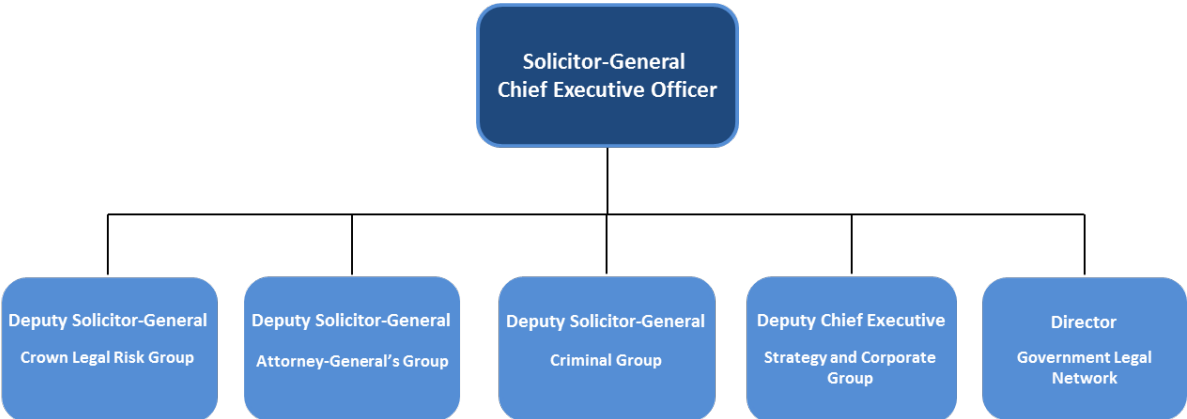 Solicitor-General
Chief Executive Officer
Deputy Solicitor-General
Crown Legal Risk Group
Deputy Solicitor-General
Attorney-General’s Group
Deputy Solicitor-General
Criminal Group
Deputy Chief Executive
Strategy and Corporate
Group
Director
Government Legal
Network